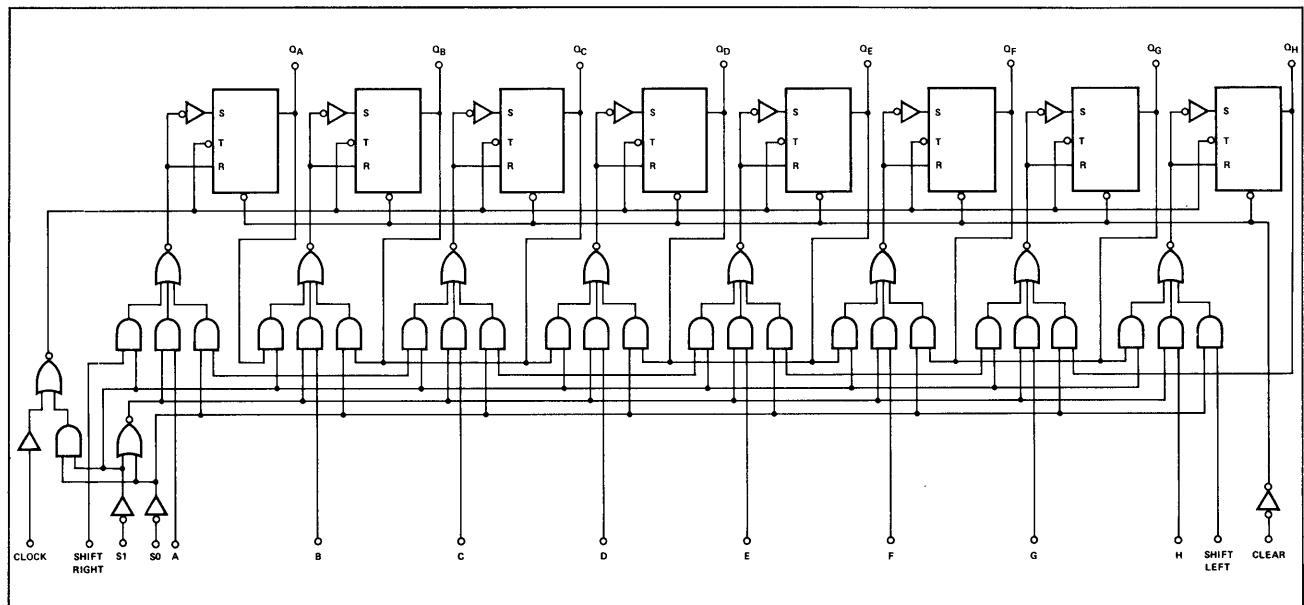 QA QB QC QD QE QF QG QH
S S S S S S S S
T T T T T T T T
R R R R R R R R
CLOCK SHIFT RIGHT S1 S0 A B C D E F G H SHIFT LEFT CLEAR